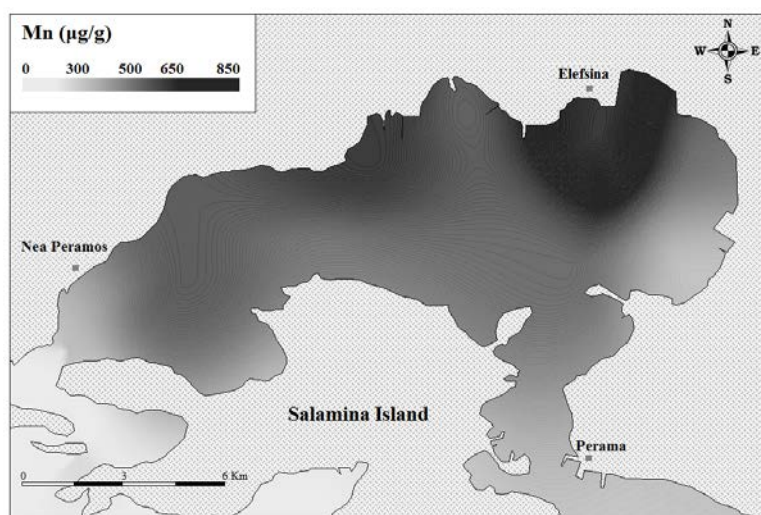 Mn (μg/g)
0 300 500 650 850
N
W E
S
Elefsina
Nea Peramos
Salamina Island
Perama
0 3 6 Km